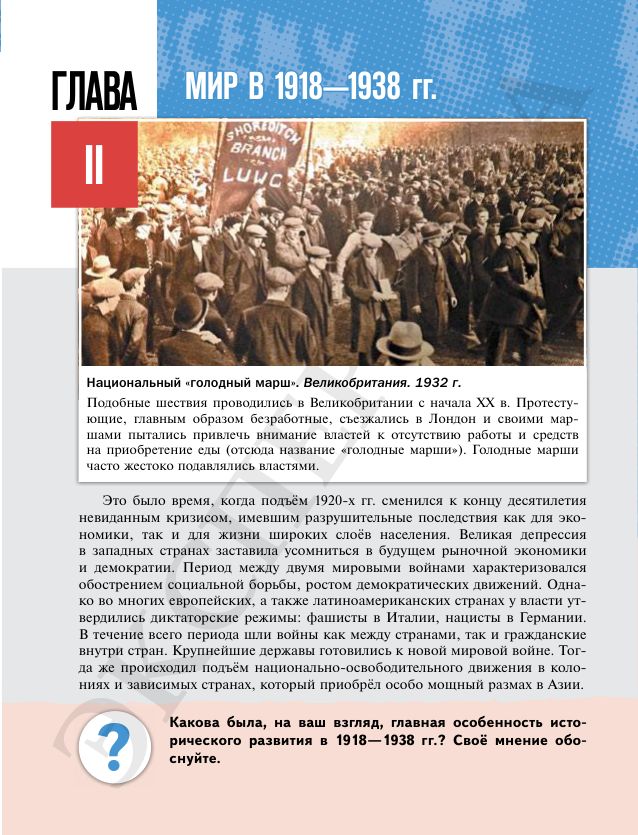 ГЛАВА
II
МИР В 1918—1938 гг.
SHOREDITCH
BRANCH
LUWC
Национальный «голодный марш». Великобритания. 1932 г.
Подобные шествия проводились в Великобритании с начала XX в. Протесту-
ющие, главным образом безработные, съезжались в Лондон и своими мар-
шами пытались привлечь внимание властей к отсутствию работы и средств
на приобретение еды (отсюда название «голодные марши»). Голодные марши
часто жестоко подавлялись властями.
Это было время, когда подъём 1920-х гг. сменился к концу десятилетия
невиданным кризисом, имевшим разрушительные последствия как для эко-
номики, так и для жизни широких слоёв населения. Великая депрессия
в западных странах заставила усомниться в будущем рыночной экономики
и демократии. Период между двумя мировыми войнами характеризовался
обострением социальной борьбы, ростом демократических движений. Одна-
ко во многих европейских, а также латиноамериканских странах у власти ут-
вердились диктаторские режимы: фашисты в Италии, нацисты в Германии.
В течение всего периода шли войны как между странами, так и гражданские
внутри стран. Крупнейшие державы готовились к новой мировой войне. Тог-
да же происходил подъём национально-освободительного движения в коло-
ниях и зависимых странах, который приобрёл особо мощный размах в Азии.
?
Какова была, на ваш взгляд, главная особенность исто-
рического развития в 1918—1938 гг.? Своё мнение обо-
снуйте.